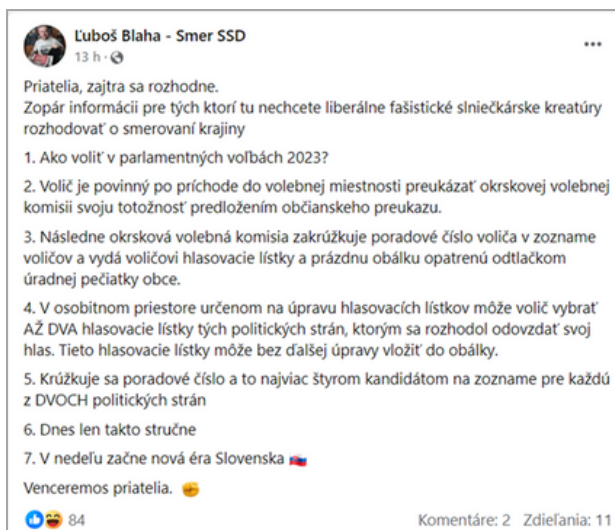 Ľuboš Blaha - Smer SSD
13 h ·
Priatelia, zajtra sa rozhodne.
Zopár informácii pre tých ktorí tu nechcete liberálne fašistické slniečkárske kreatúry
rozhodovať o smerovaní krajiny
1. Ako voliť v parlamentných voľbách 2023?
2. Volič je povinný po príchode do volebnej miestnosti preukázať okrskovej volebnej
komisii svoju totožnosť predložením občianskeho preukazu.
3. Následne okrsková volebná komisia zakrúžkuje poradové číslo voliča v zozname
voličov a vydá voličovi hlasovacie lístky a prázdnu obálku opatrenú odtlačkom
úradnej pečiatky obce.
4. V osobitnom priestore určenom na úpravu hlasovacích lístkov môže volič vybrať
AŽ DVA hlasovacie lístky tých politických strán, ktorým sa rozhodol odovzdať svoj
hlas. Tieto hlasovacie lístky môže bez ďalšej úpravy vložiť do obálky.
5. Krúžkuje sa poradové číslo a to najviac štyrom kandidátom na zozname pre každú
z DVOCH politických strán
6. Dnes len takto stručne
7. V nedeľu začne nová éra Slovenska 🇸🇰
Venceremos priatelia. ✊
84
Komentáre: 2 Zdieľania: 11